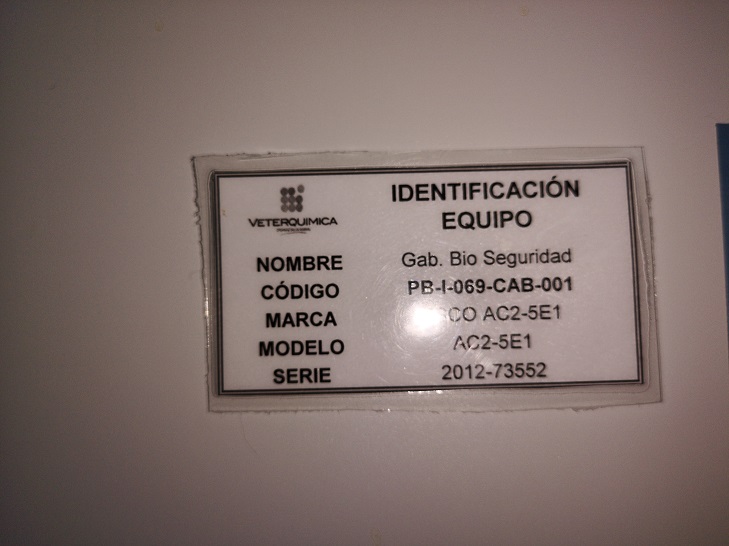 VETERQUIMICA
IDENTIFICACIÓN
EQUIPO
NOMBRE Gab. Bio Seguridad
CÓDIGO PB-I-069-CAB-001
MARCA AC2-5E1
MODELO AC2-5E1
SERIE 2012-73552